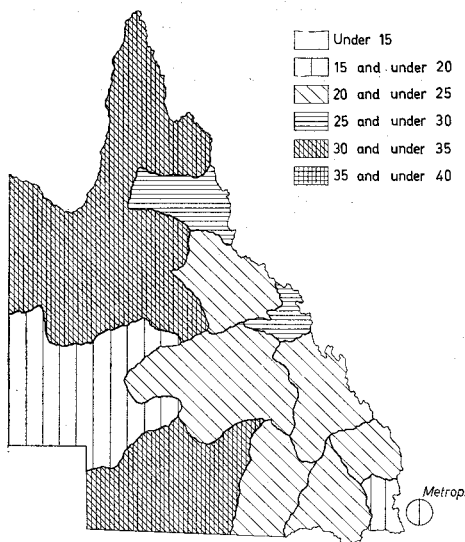 Under 15
15 and under 20
20 and under 25
25 and under 30
30 and under 35
35 and under 40
Metrop.